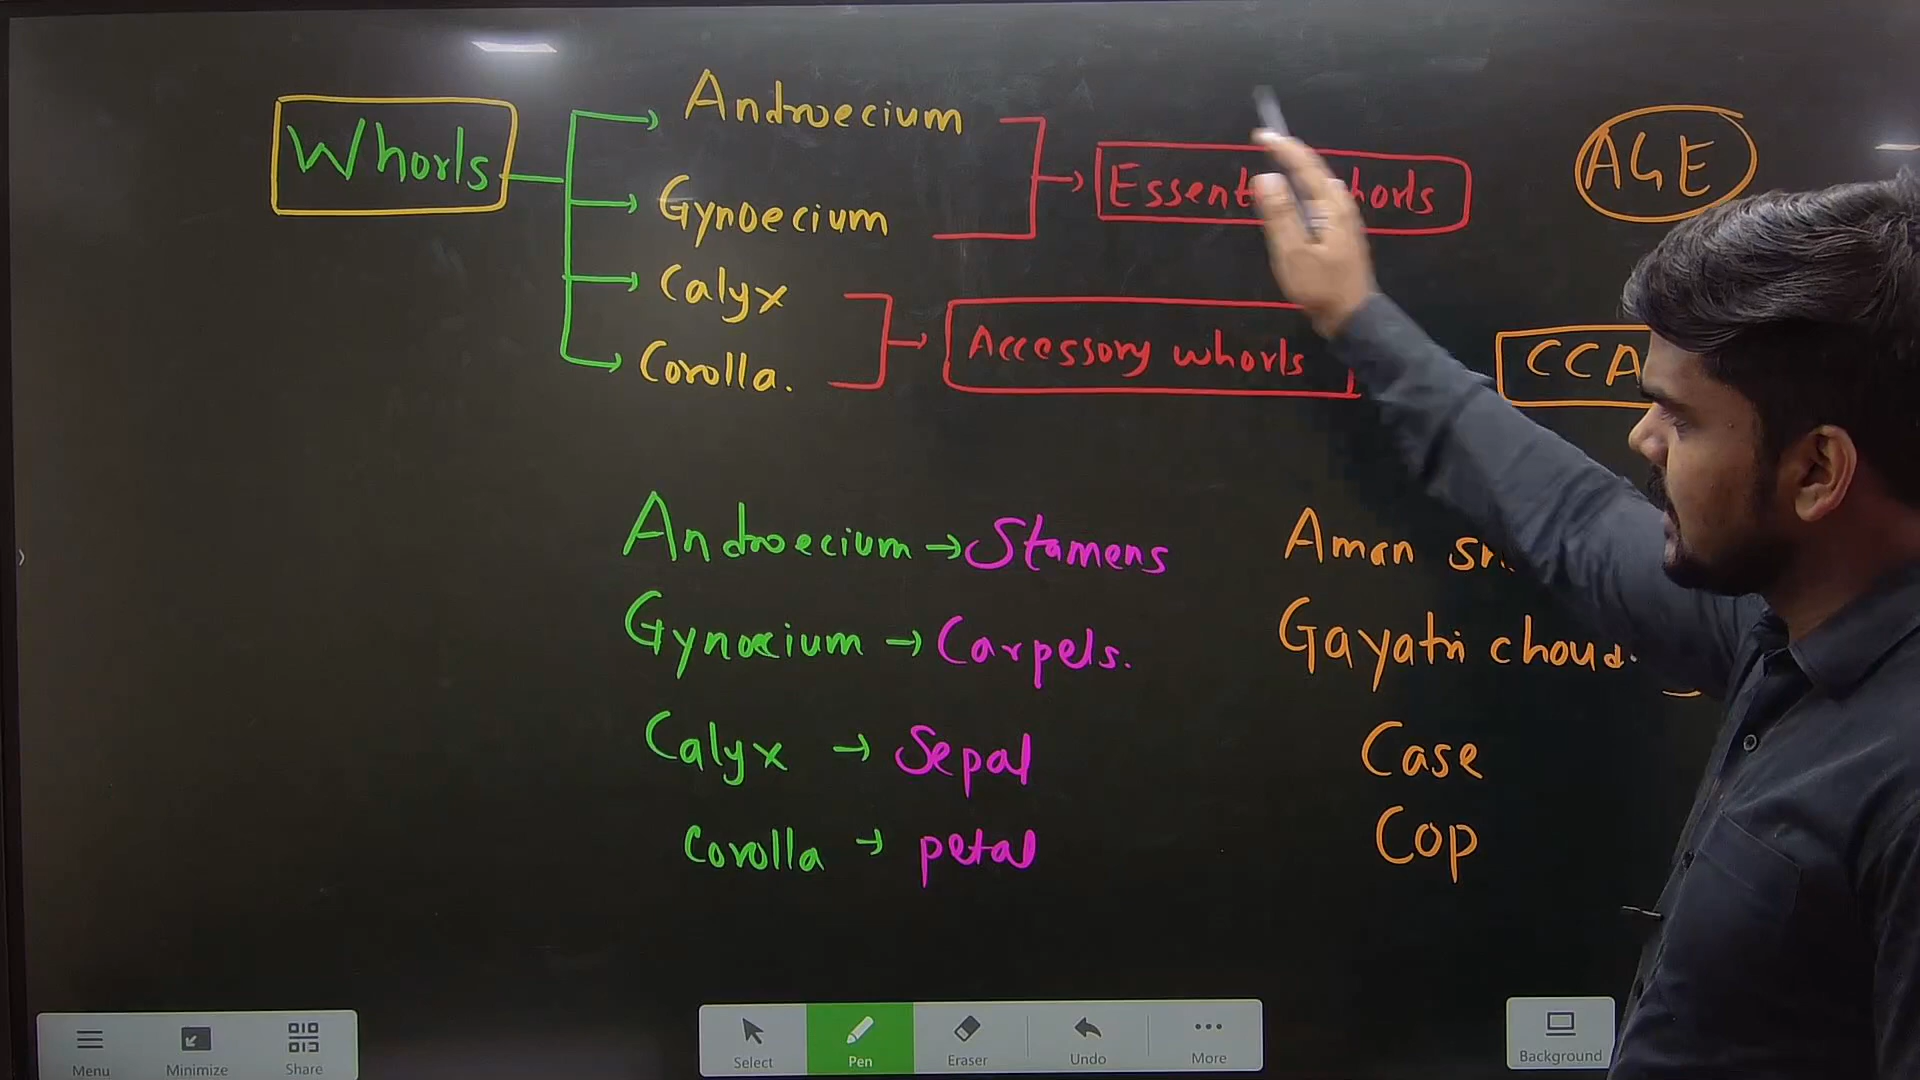 Whorls
Androecium
Gynoecium
Calyx
Corolla.
whorls
AGE
Accessory whorls
CCA
Androecium → Stamens
Aman
Gynoecium → Carpels.
Gayatri
Calyx → Sepal
Case
Corolla → petal
Cop
Menu
Minimize
Share
Select
Pen
Eraser
Undo
More
Background